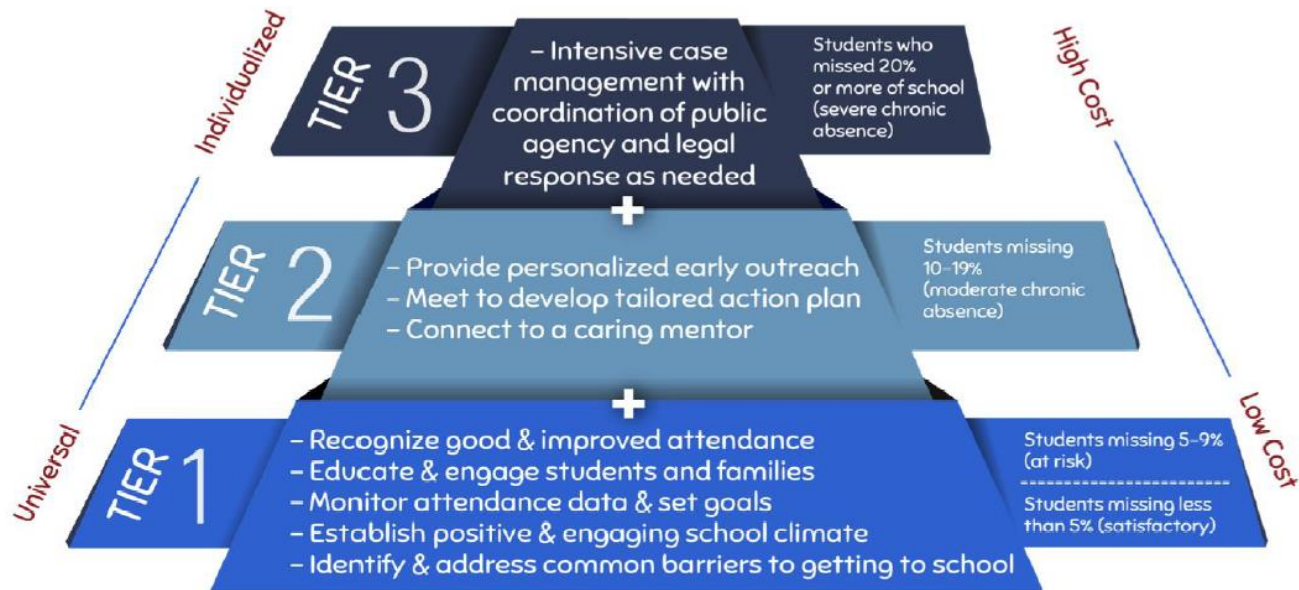 Individualized
TIER
3
– Intensive case
management with
coordination of public
agency and legal
response as needed
Students who
missed 20%
or more of school
(severe chronic
absence)
High Cost
+
TIER
2
– Provide personalized early outreach
– Meet to develop tailored action plan
– Connect to a caring mentor
Students missing
10-19%
(moderate chronic
absence)
+
Universal
TIER
1
– Recognize good & improved attendance
– Educate & engage students and families
– Monitor attendance data & set goals
– Establish positive & engaging school climate
– Identify & address common barriers to getting to school
Students missing 5-9%
(at risk)
Students missing less
than 5% (satisfactory)
Low Cost